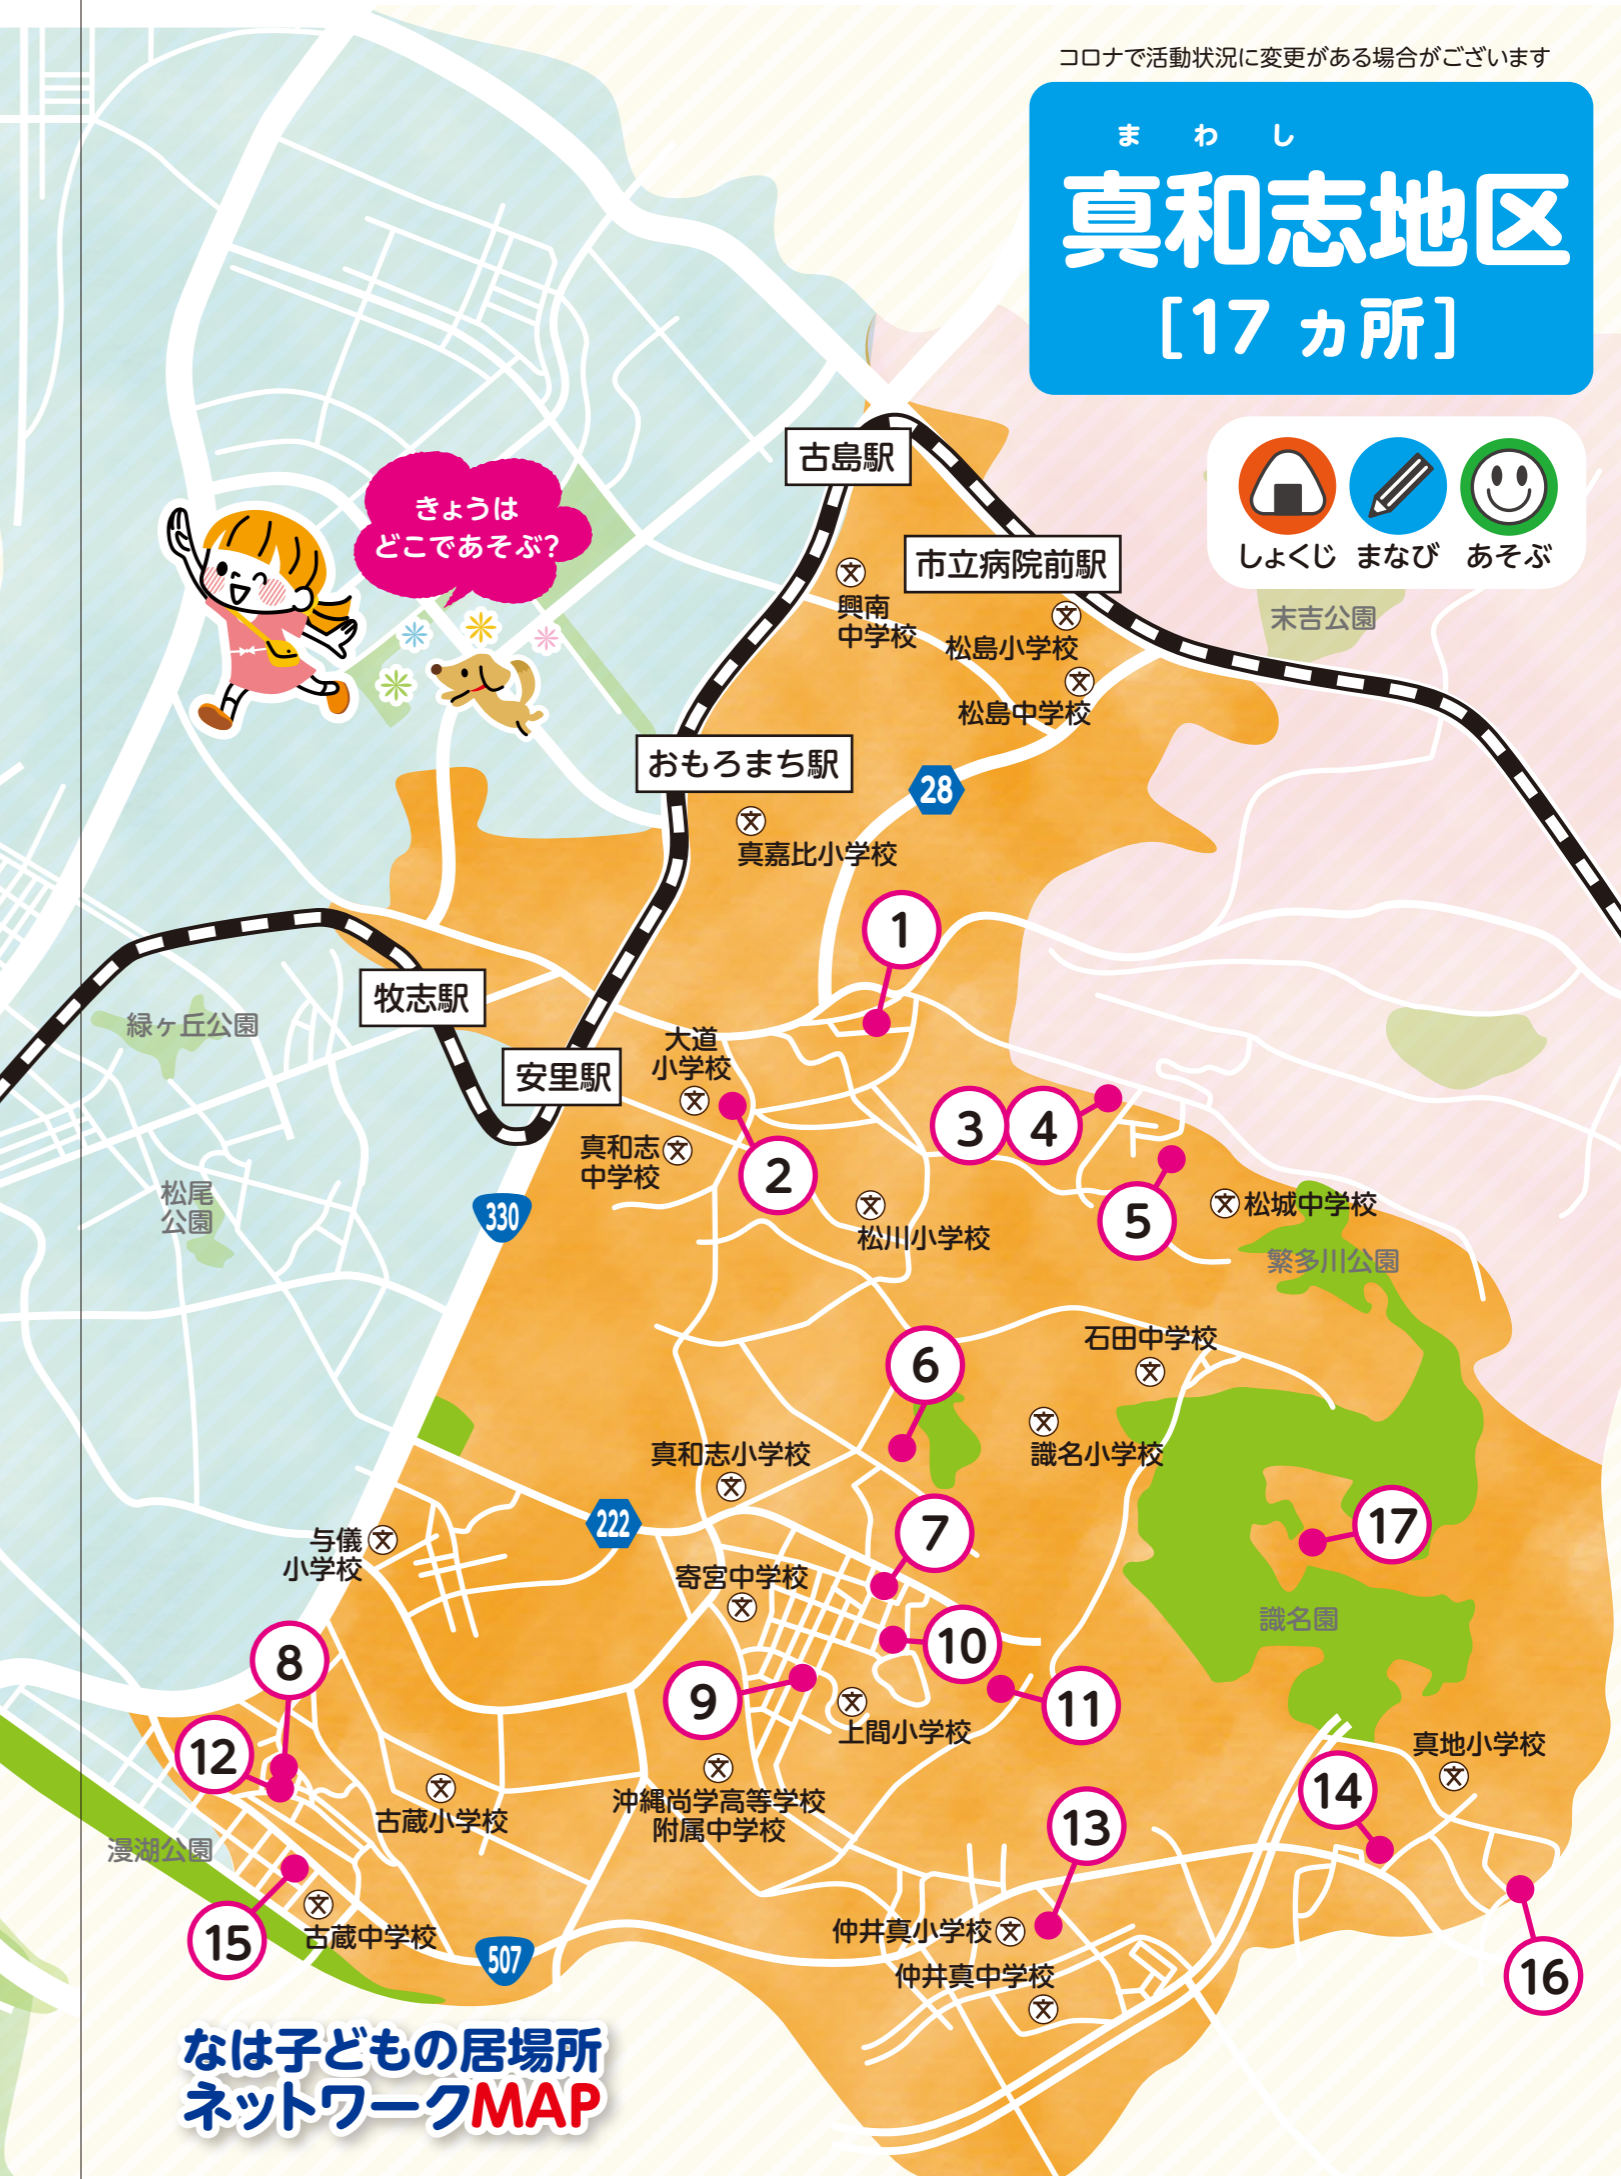 コロナで活動状況に変更がある場合がございます
まわし
真和志地区
[17 ヵ所]
しょくじ まなび あそぶ
きょうは
どこであそぶ?
古島駅
市立病院前駅
末吉公園
興南
中学校
松島小学校
松島中学校
おもろまち駅
28
真嘉比小学校
1
牧志駅
緑ヶ丘公園
安里駅
大道
小学校
真和志
中学校
2
3
4
5
松城中学校
繁多川公園
松尾
公園
330
松川小学校
石田中学校
6
識名小学校
真和志小学校
222
7
17
与儀
小学校
寄宮中学校
識名園
8
10
9
11
上間小学校
12
真地小学校
14
古蔵小学校
沖縄尚学高等学校
附属中学校
13
漫湖公園
15
古蔵中学校
507
仲井真小学校
仲井真中学校
16
なは子どもの居場所
ネットワークMAP